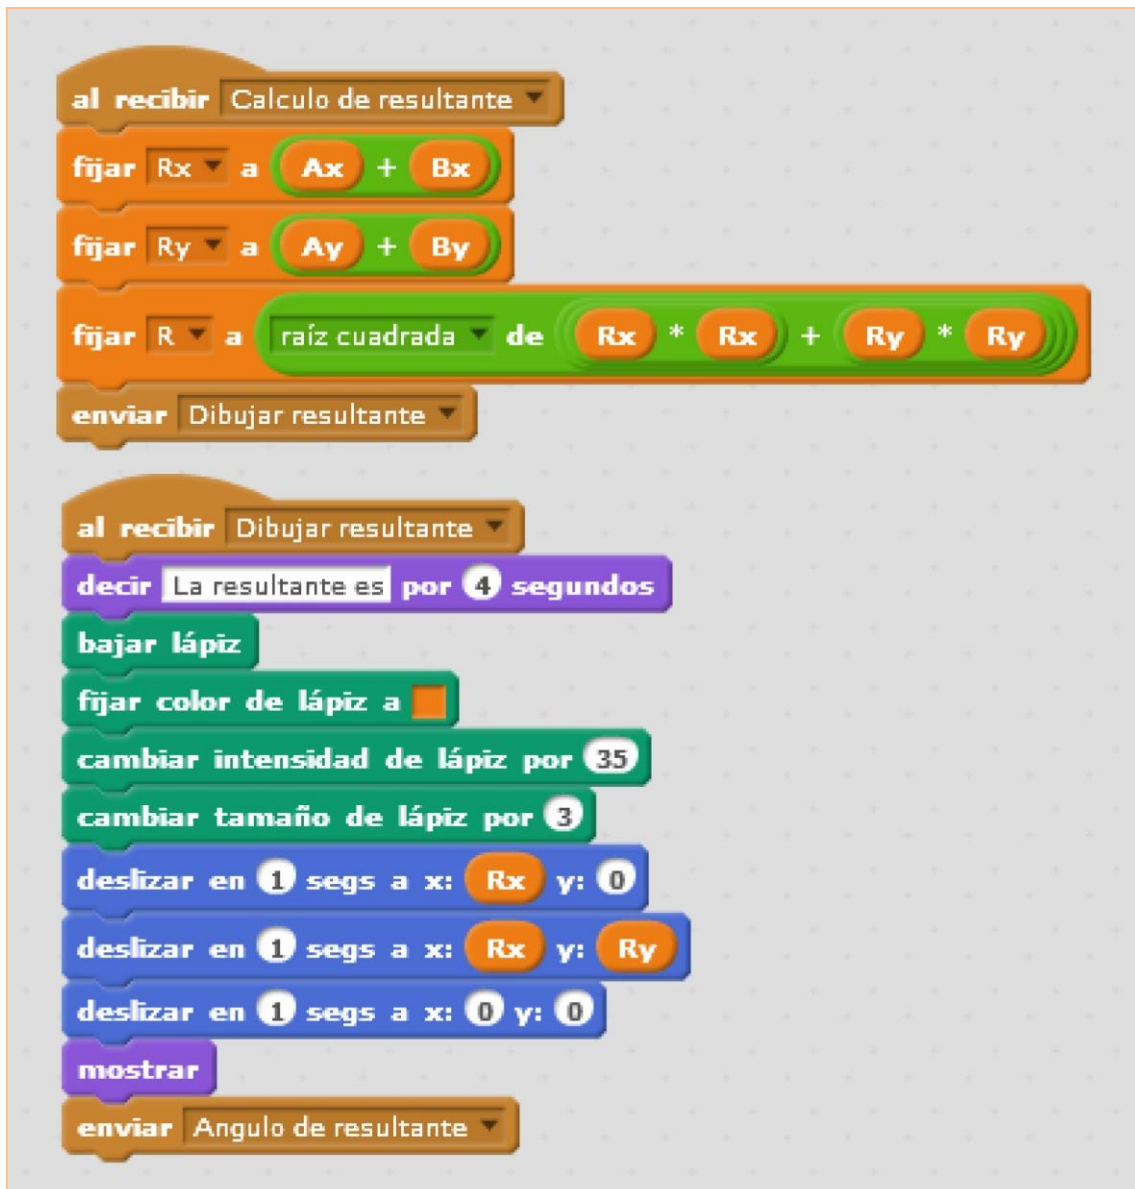 al recibir Calculo de resultante
fijar Rx a Ax + Bx
fijar Ry a Ay + By
fijar R a raíz cuadrada de Rx * Rx + Ry * Ry
enviar Dibujar resultante
al recibir Dibujar resultante
decir La resultante es por 4 segundos
bajar lápiz
fijar color de lápiz a
cambiar intensidad de lápiz por 35
cambiar tamaño de lápiz por 3
deslizar en 1 segs a x: Rx y: 0
deslizar en 1 segs a x: Rx y: Ry
deslizar en 1 segs a x: 0 y: 0
mostrar
enviar Angulo de resultante